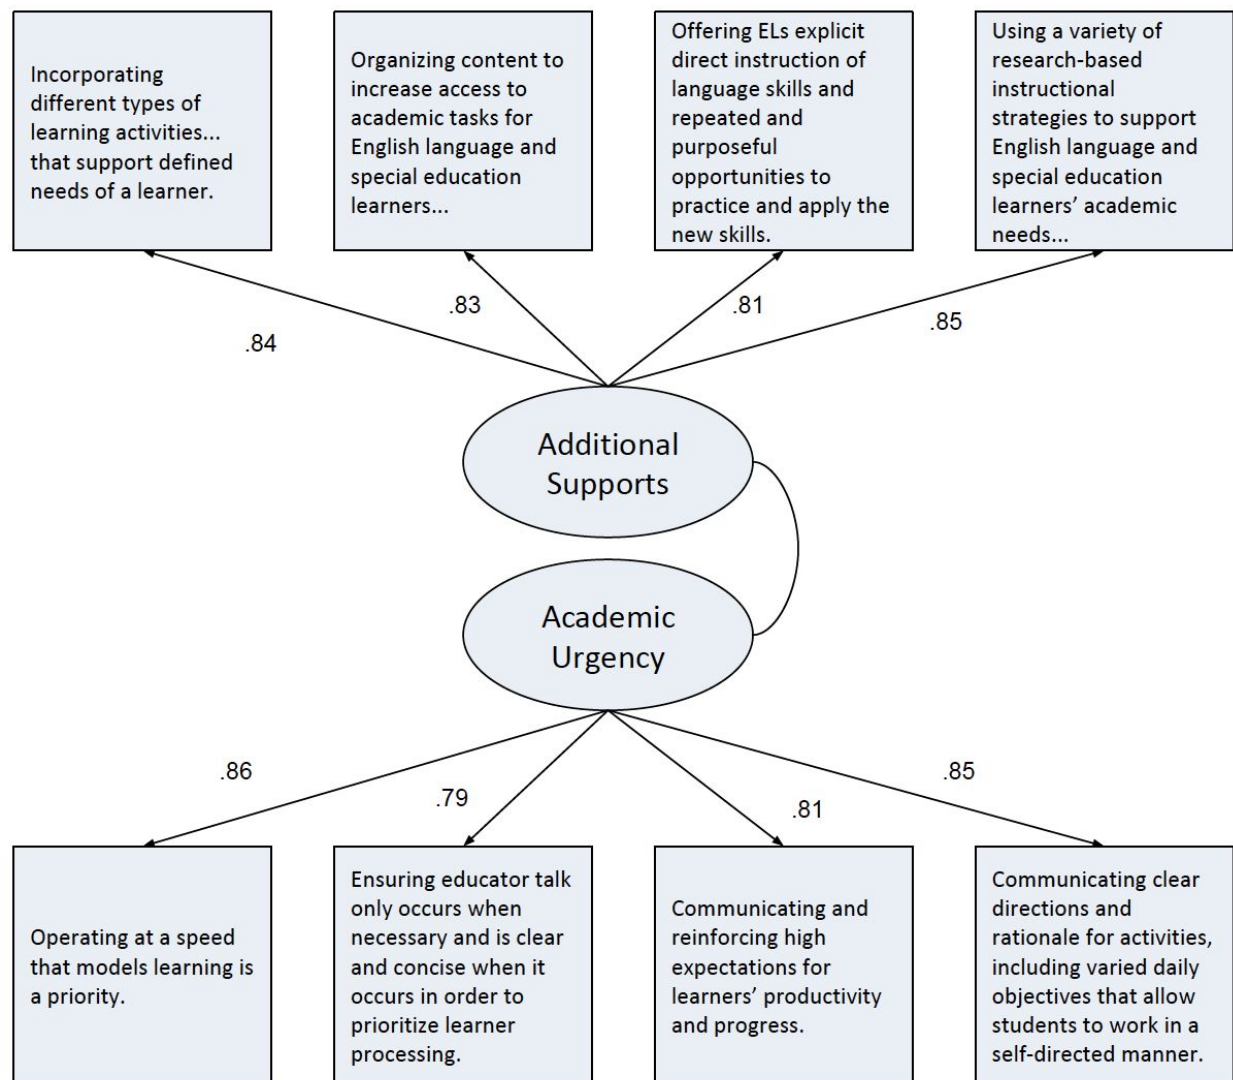 Incorporating
different types of
learning activities...
that support defined
needs of a learner.
Organizing content to
increase access to
academic tasks for
English language and
special education
learners...
Offering ELs explicit
direct instruction of
language skills and
repeated and
purposeful
opportunities to
practice and apply the
new skills.
Using a variety of
research-based
instructional
strategies to support
English language and
special education
learners’ academic
needs...
.84
.83
.81
.85
Additional
Supports
Academic
Urgency
.86
.79
.81
.85
Operating at a speed
that models learning is
a priority.
Ensuring educator talk
only occurs when
necessary and is clear
and concise when it
occurs in order to
prioritize learner
processing.
Communicating and
reinforcing high
expectations for
learners’ productivity
and progress.
Communicating clear
directions and
rationale for activities,
including varied daily
objectives that allow
students to work in a
self-directed manner.